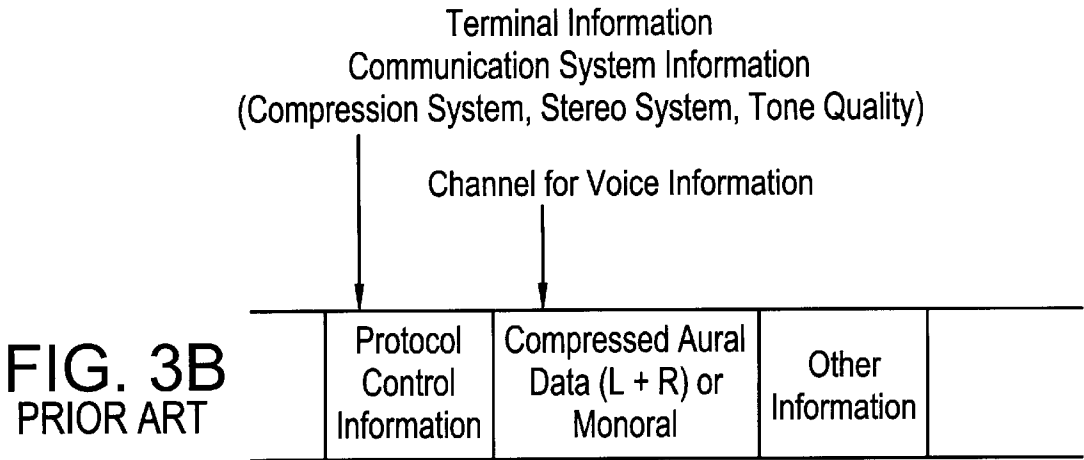 Terminal Information
Communication System Information
(Compression System, Stereo System, Tone Quality)
Channel for Voice Information
FIG. 3B
PRIOR ART
Protocol
Control
Information
Compressed Aural
Data (L + R) or
Monoral
Other
Information